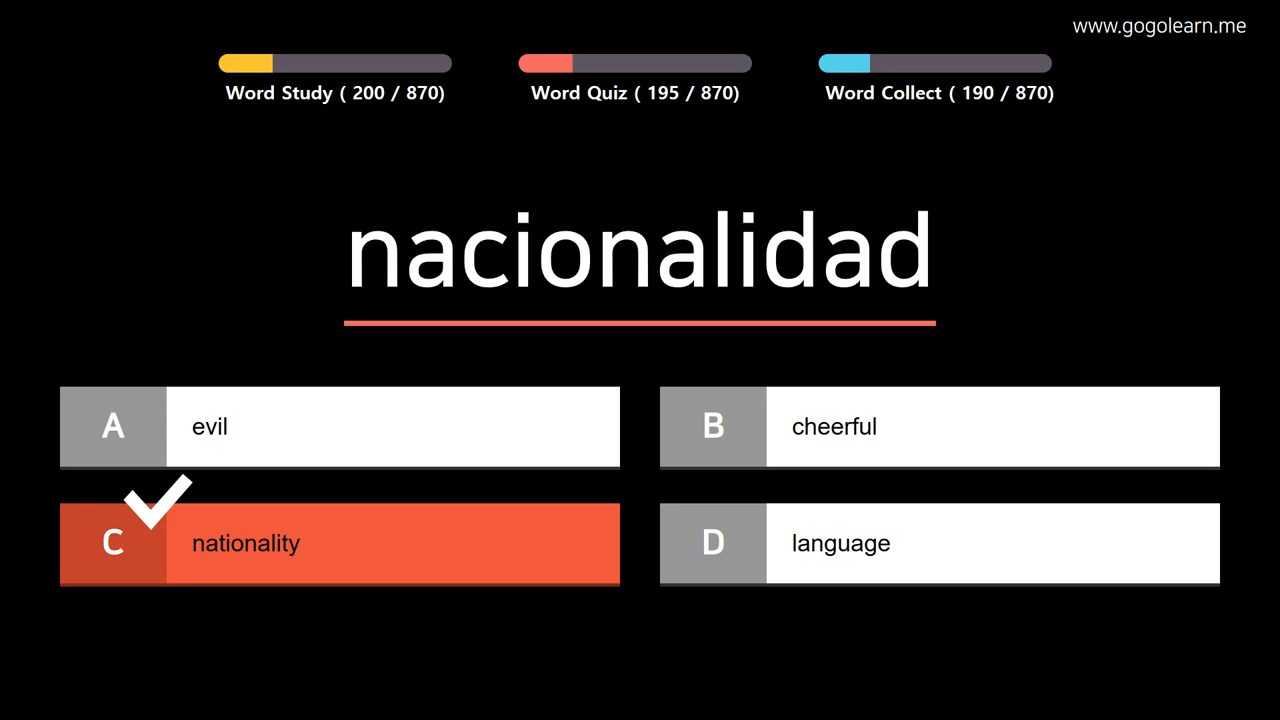 www.gogolearn.me
Word Study ( 200 / 870)
Word Quiz ( 195 / 870)
Word Collect ( 190 / 870)
nacionalidad
A evil
B cheerful
C nationality
D language